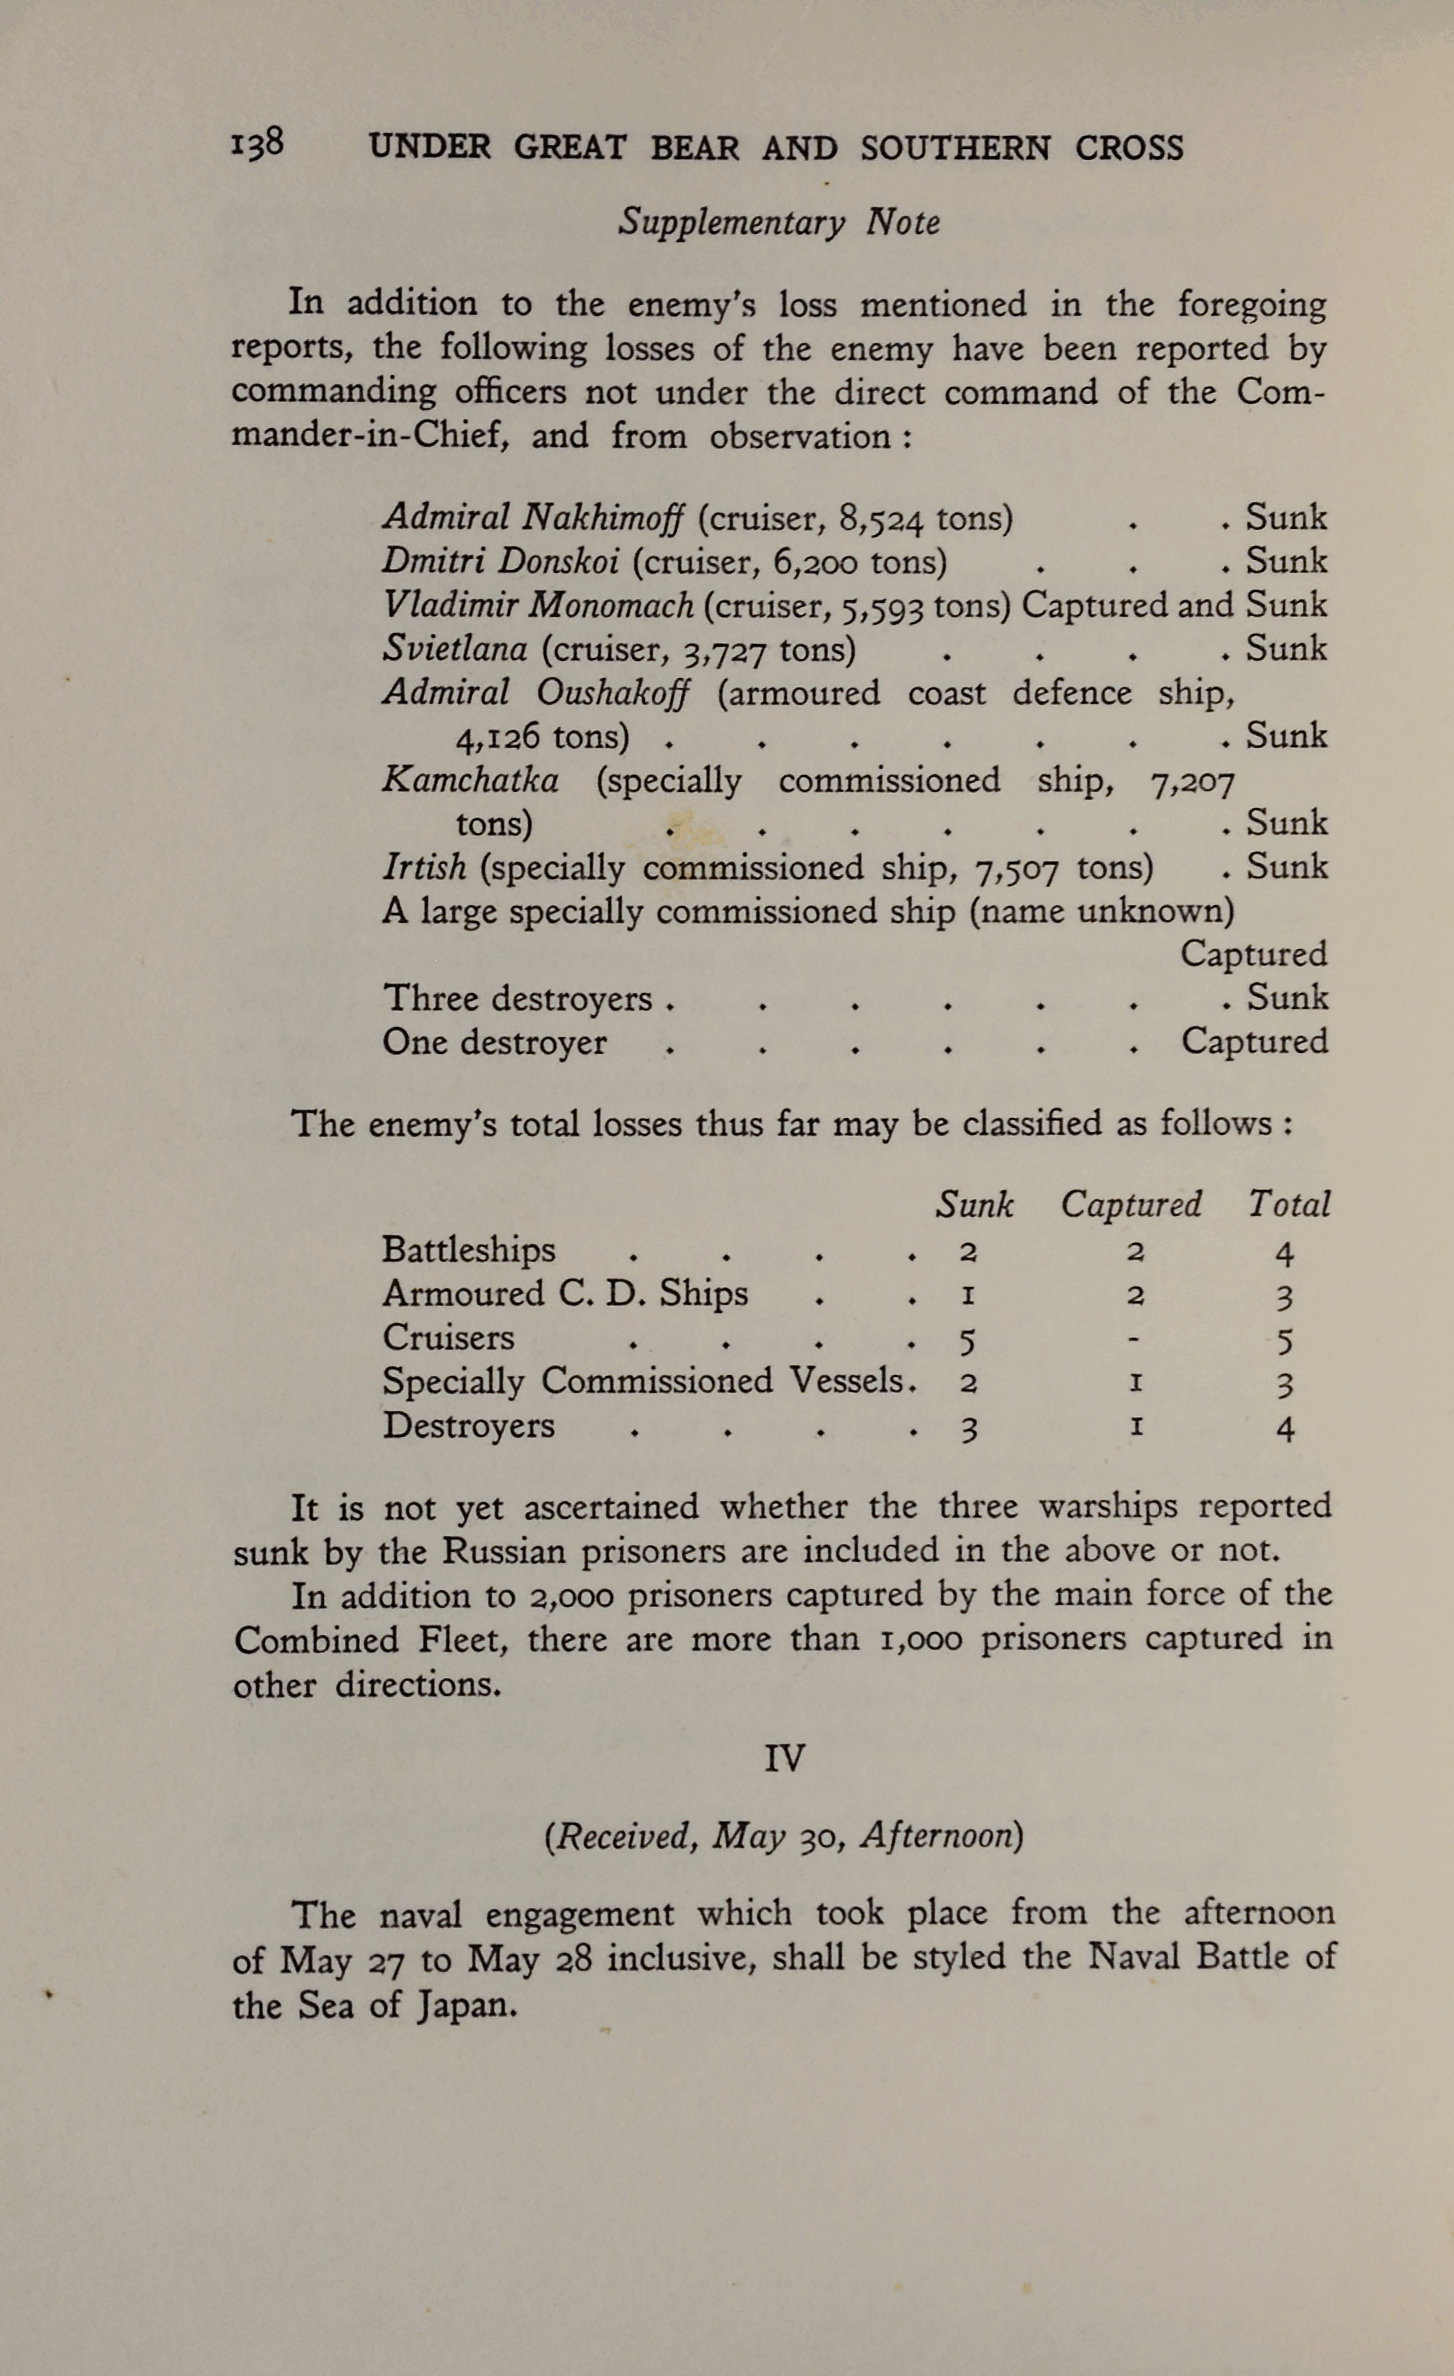 138 UNDER GREAT BEAR AND SOUTHERN CROSS
Supplementary Note
In addition to the enemy's loss mentioned in the foregoing
reports, the following losses of the enemy have been reported by
commanding officers not under the direct command of the Com-
mander-in-Chief, and from observation :
Admiral Nakhimoff (cruiser, 8,524 tons) . . Sunk
Dmitri Donskoi (cruiser, 6,200 tons) . . . Sunk
Vladimir Monomach (cruiser, 5,593 tons) Captured and Sunk
Svietlana (cruiser, 3,727 tons) . . . . Sunk
Admiral Oushakoff (armoured coast defence ship,
4,126 tons) . . . . . . . Sunk
Kamchatka (specially commissioned ship, 7,207
tons) . . . . . . . Sunk
Irtish (specially commissioned ship, 7,507 tons) . Sunk
A large specially commissioned ship (name unknown)
Captured
Three destroyers . . . . . . . Sunk
One destroyer . . . . . . Captured
The enemy's total losses thus far may be classified as follows :
Sunk Captured Total
Battleships . . . . 2 2 4
Armoured C. D. Ships . . 1 2 3
Cruisers . . . . 5 - 5
Specially Commissioned Vessels. 2 1 3
Destroyers . . . . 3 1 4
It is not yet ascertained whether the three warships reported
sunk by the Russian prisoners are included in the above or not.
In addition to 2,000 prisoners captured by the main force of the
Combined Fleet, there are more than 1,000 prisoners captured in
other directions.
IV
(Received, May 30, Afternoon)
The naval engagement which took place from the afternoon
of May 27 to May 28 inclusive, shall be styled the Naval Battle of
the Sea of Japan.